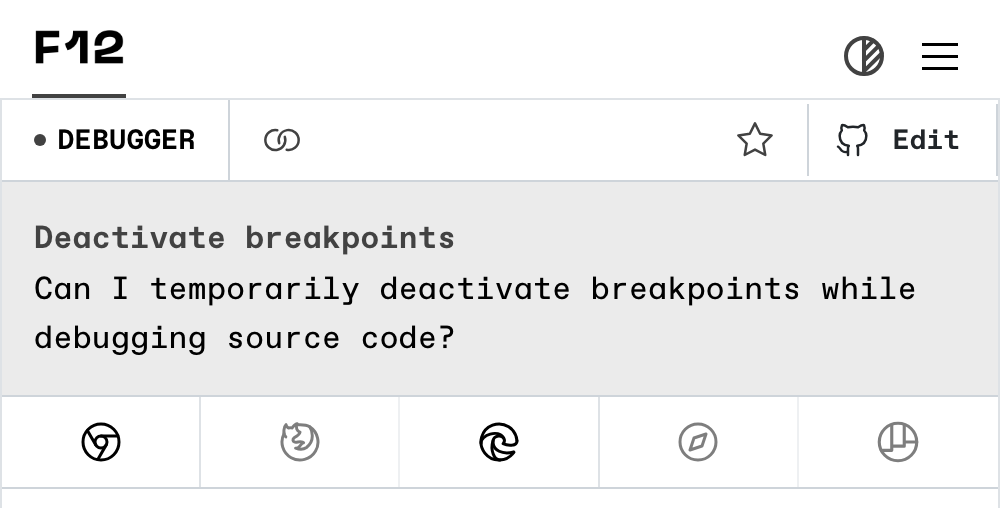 F12
DEBUGGER
Edit
Deactivate breakpoints
Can I temporarily deactivate breakpoints while
debugging source code?